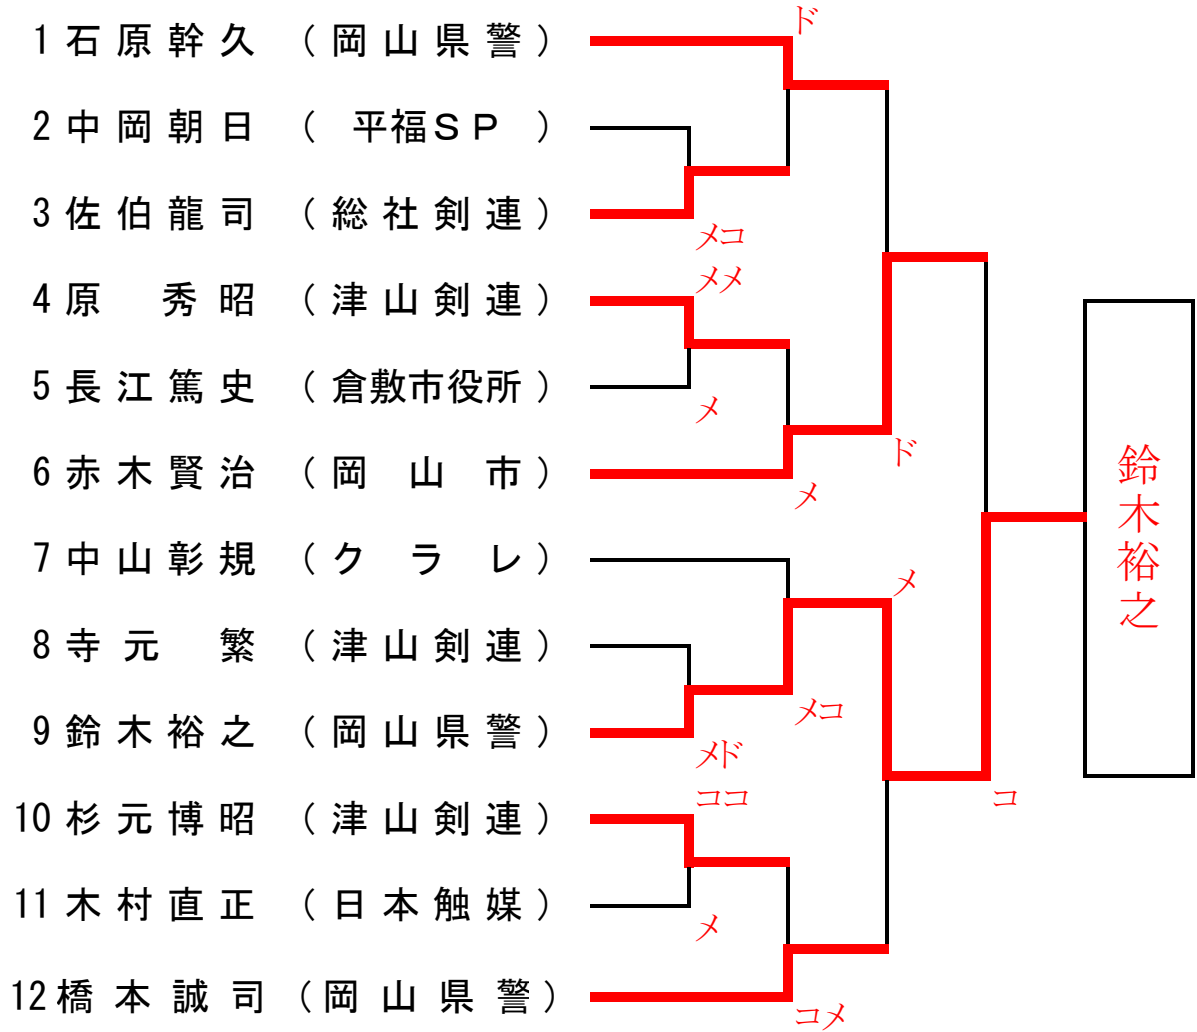 ド
1 石原幹久 (岡山県警)
2 中岡朝日 ( 平福SP )
3 佐伯龍司 (総社剣連)
メコ
メメ
4 原 秀昭 (津山剣連)
5 長江篤史 (倉敷市役所)
メ
ド
6 赤木賢治 (岡山市)
メ
鈴木裕之
7 中山彰規 (クラレ)
メ
8 寺元 繁 (津山剣連)
メコ
9 鈴木裕之 (岡山県警)
メド
ココ
コ
10 杉元博昭 (津山剣連)
11 木村直正 (日本触媒)
メ
12 橋本誠司 (岡山県警)
コメ